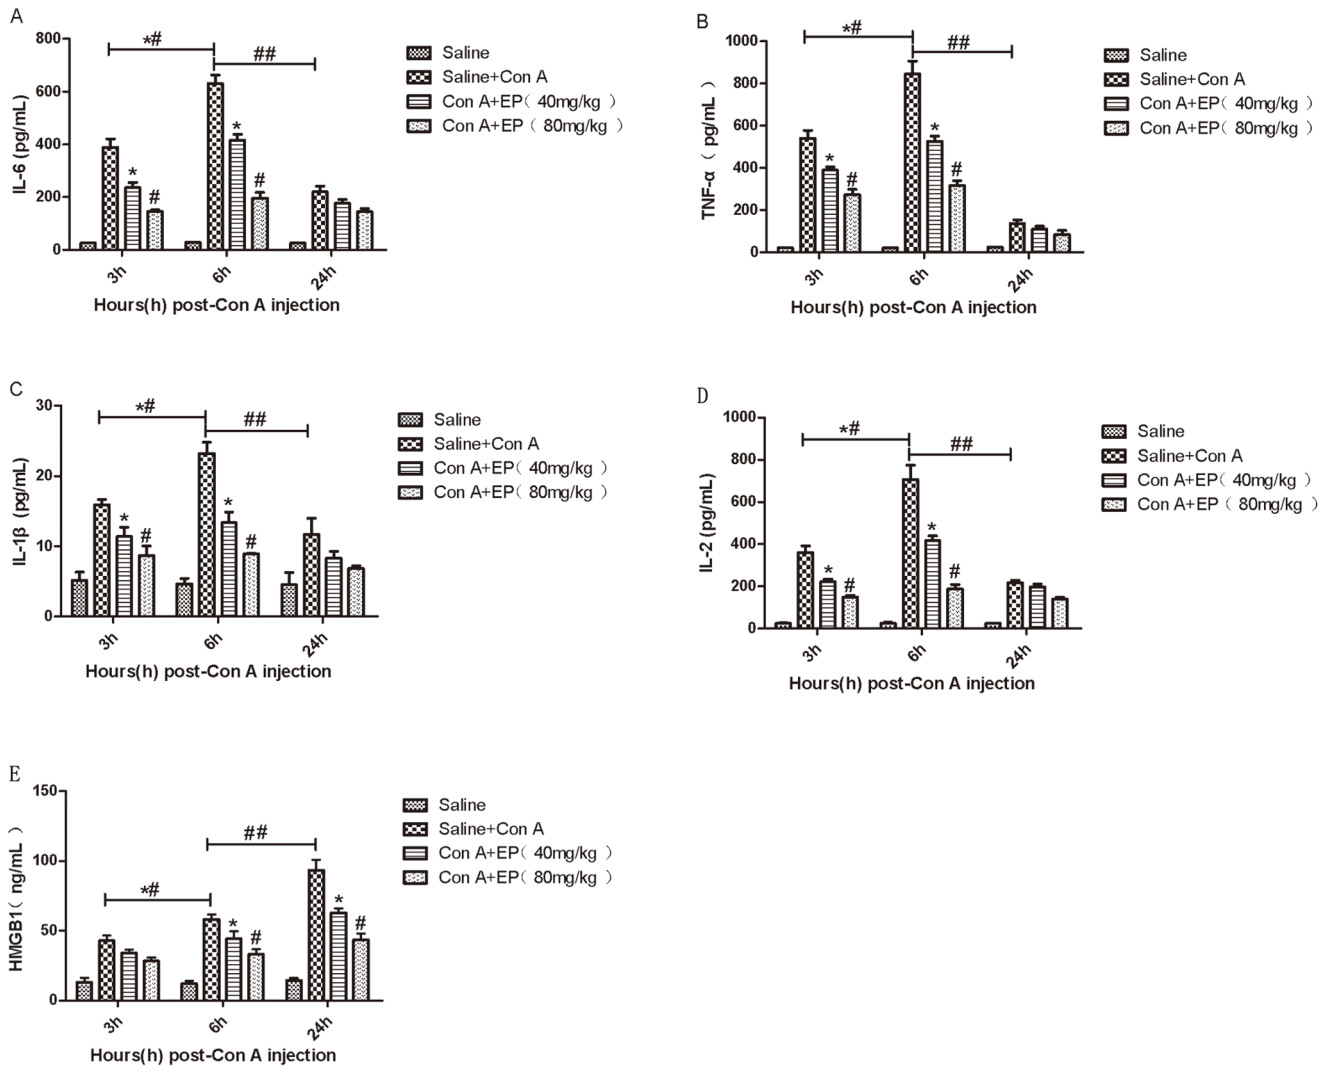 A
IL-6 (pg/mL)
800
600
400
200
0
*#
##
*
#
*
#
3h
6h
24h
Hours(h) post-Con A injection
Saline
Saline+Con A
Con A+EP( 40mg/kg )
Con A+EP( 80mg/kg )
B
TNF-α( pg/mL )
1000
800
600
400
200
0
*#
##
*
#
*
#
3h
6h
24h
Hours(h) post-Con A injection
Saline
Saline+Con A
Con A+EP( 40mg/kg )
Con A+EP( 80mg/kg )
C
IL-1β (pg/mL)
30
20
10
0
*#
##
*
#
*
#
3h
6h
24h
Hours(h) post-Con A injection
Saline
Saline+Con A
Con A+EP( 40mg/kg )
Con A+EP( 80mg/kg )
D
IL-2 (pg/mL)
1000
800
600
400
200
0
*#
##
*
#
*
#
3h
6h
24h
Hours(h) post-Con A injection
Saline
Saline+Con A
Con A+EP( 40mg/kg )
Con A+EP( 80mg/kg )
E
HMGB1( ng/mL )
150
100
50
0
*#
##
*
#
*
#
3h
6h
24h
Hours(h) post-Con A injection
Saline
Saline+Con A
Con A+EP( 40mg/kg )
Con A+EP( 80mg/kg )